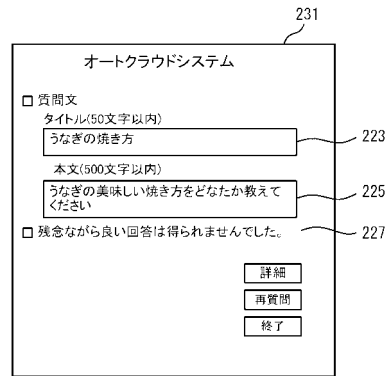 231
オートクラウドシステム
□ 質問文
タイトル(50文字以内)
うなぎの焼き方
223
本文(500文字以内)
うなぎの美味しい焼き方をどなたか教えて
ください
225
□ 残念ながら良い回答は得られませんでした。
227
詳細
再質問
終了